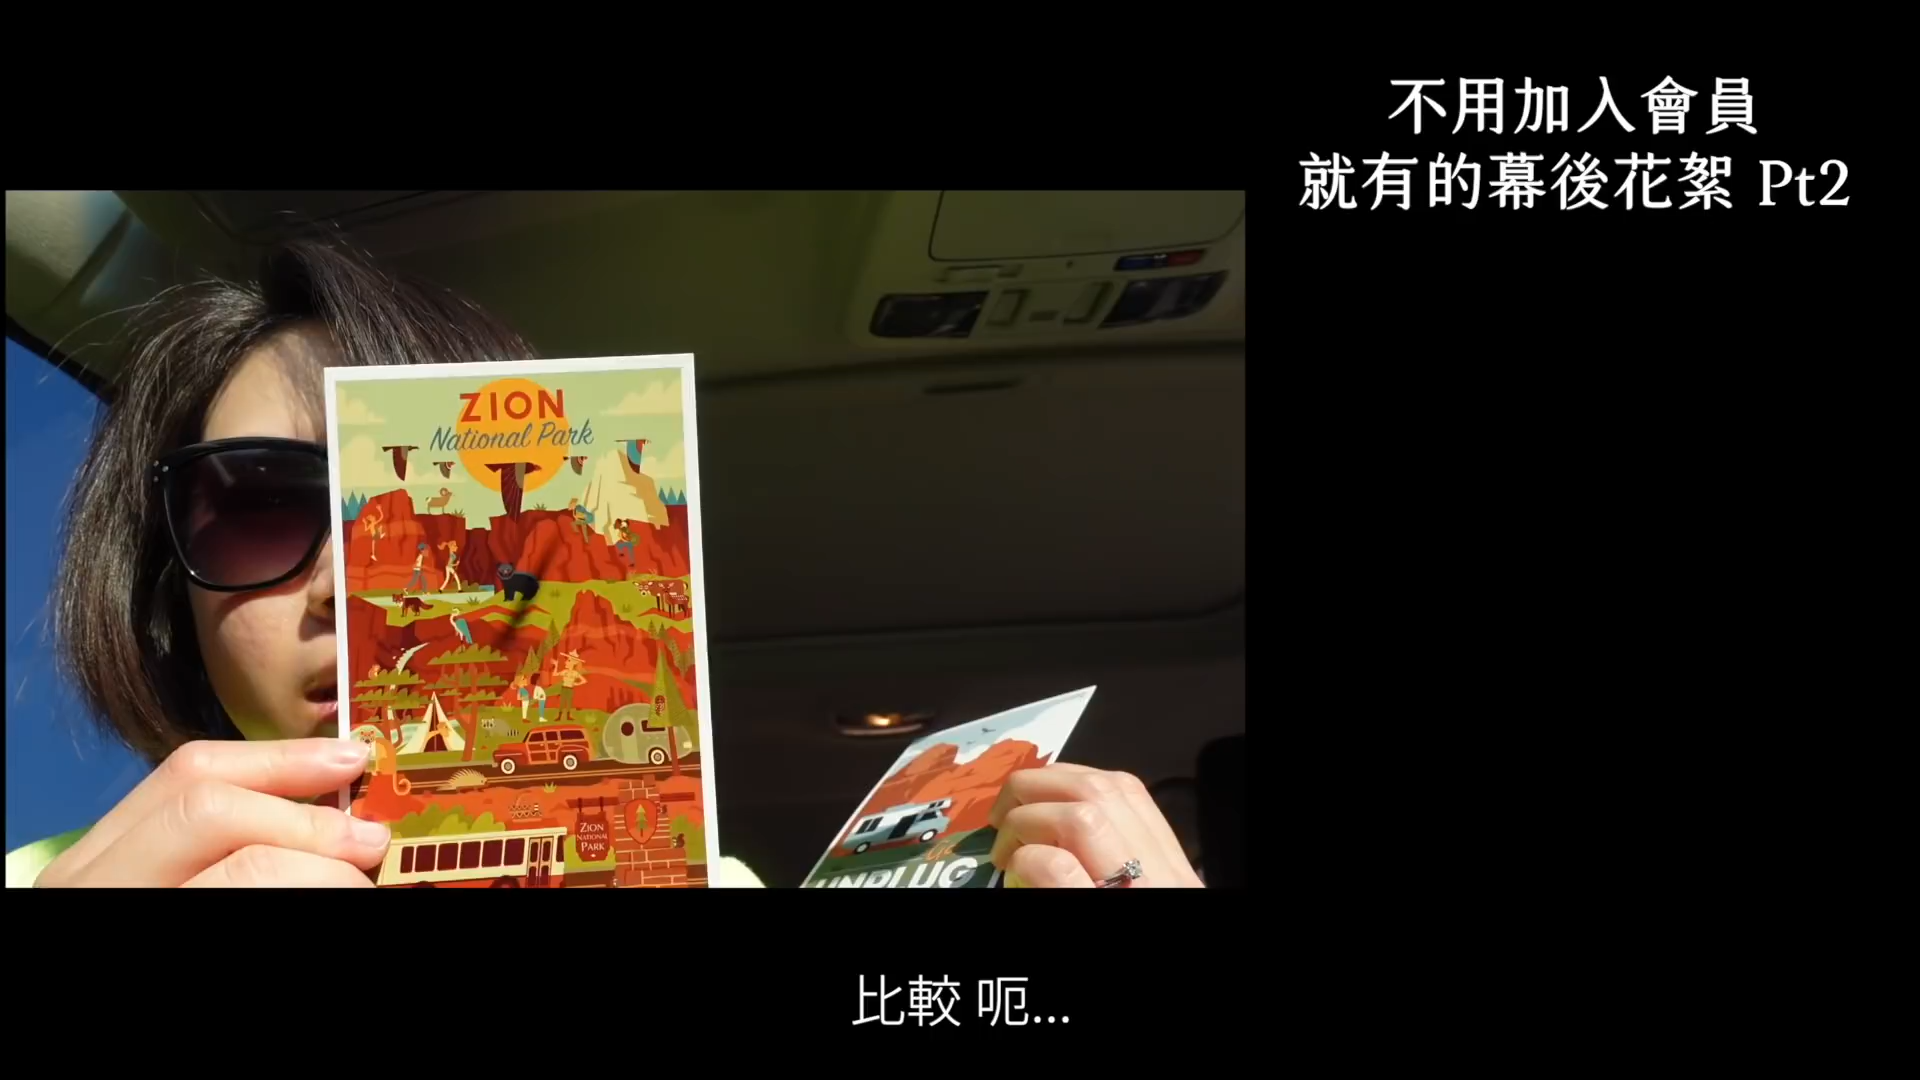 不用加入會員
就有的幕後花絮 Pt2
ZION
National Park
ZION
NATIONAL
PARK
Go
UNPLUG
比較 呃...